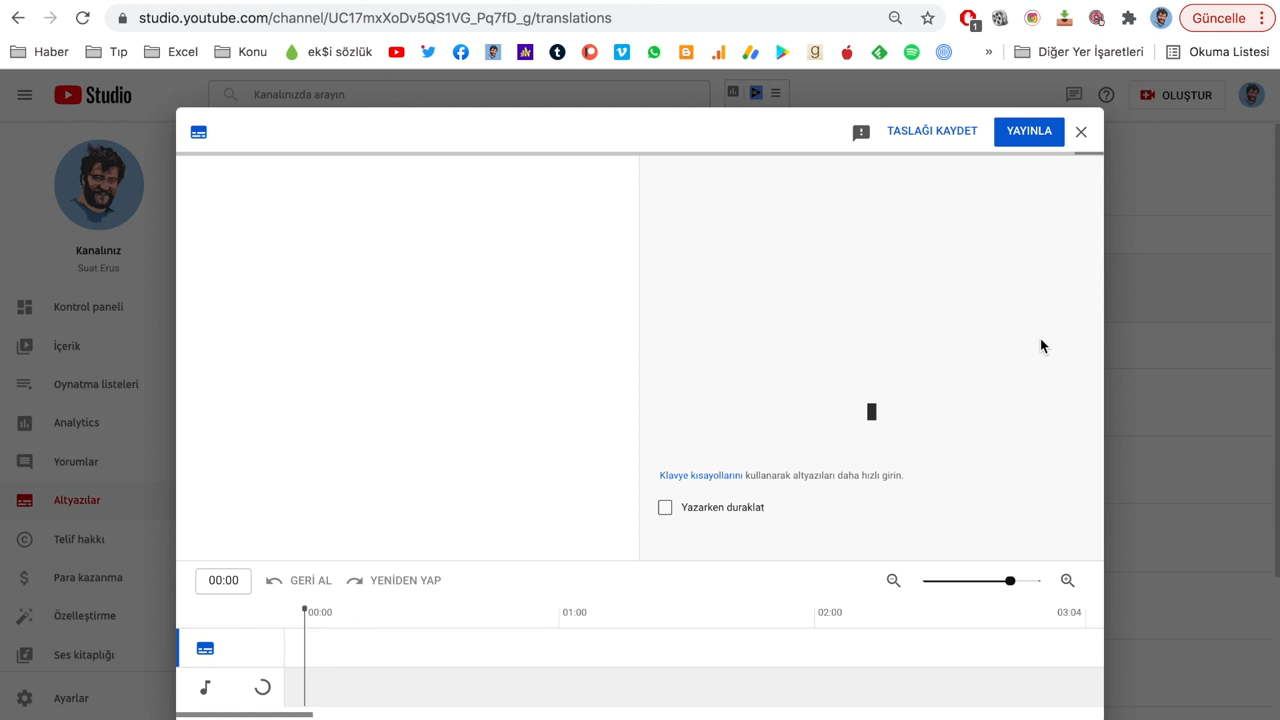 studio.youtube.com/channel/UC17mxXoDv5QS1VG_Pq7fD_g/translations
1
Güncelle
Haber
Tıp
Excel
Konu
ek$i sözlük
»
Diğer Yer İşaretleri
Okuma Listesi
Studio
Kanalınızda arayın
OLUŞTUR
TASLAĞI KAYDET
YAYINLA
Kanalınız
Suat Erus
Kontrol paneli
İçerik
Oynatma listeleri
Analytics
Yorumlar
Altyazılar
Telif hakkı
Para kazanma
Özelleştirme
Ses kitaplığı
Ayarlar
Klavye kısayollarını kullanarak altyazıları daha hızlı girin.
Yazarken duraklat
00:00
GERİ AL
YENİDEN YAP
00:00
01:00
02:00
03:04